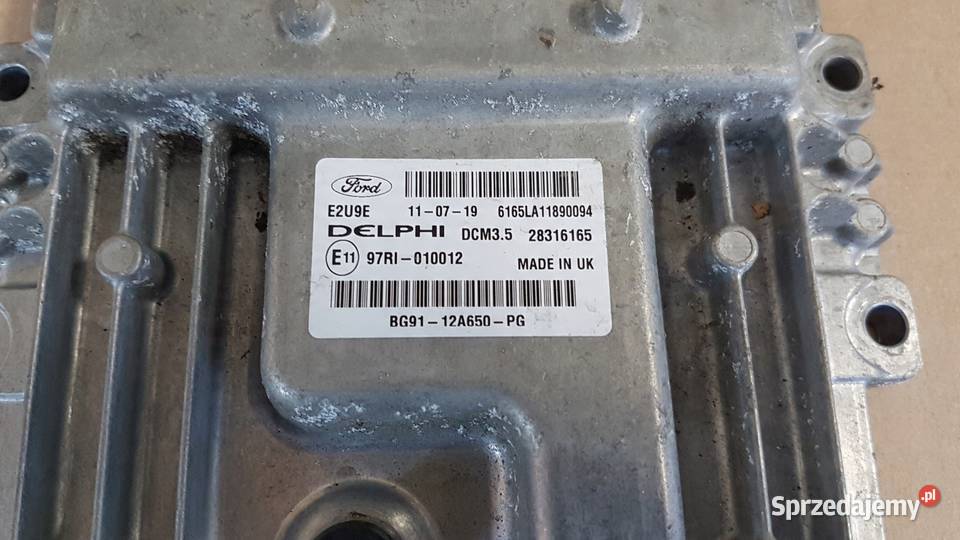 Ford
E2U9E 11-07-19 6165LA11890094
DELPHI DCM3.5 28316165
E11 97RI-010012 MADE IN UK
BG91-12A650-PG
Sprzedajemy.pl